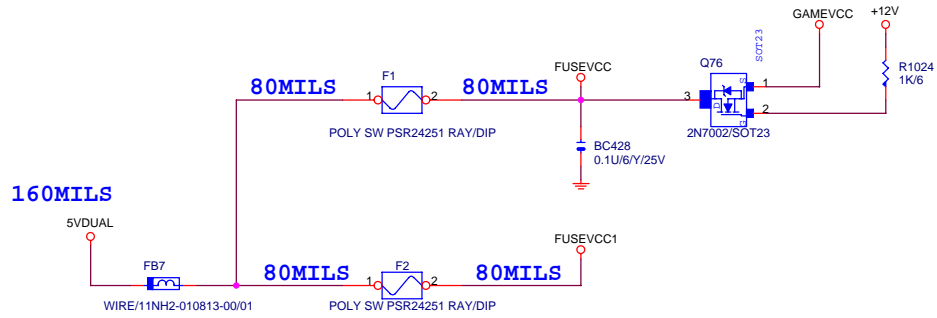 GAMEVCC
+12V
SOT23
Q76
FUSEVCC
F1
80MILS
80MILS
1
2
3
D
S
G
1
2
R1024
1K/6
2N7002/SOT23
POLY SW PSR24251 RAY/DIP
BC428
0.1U/6/Y/25V
160MILS
5VDUAL
FUSEVCC1
FB7
80MILS
F2
80MILS
1
2
WIRE/11NH2-010813-00/01
POLY SW PSR24251 RAY/DIP